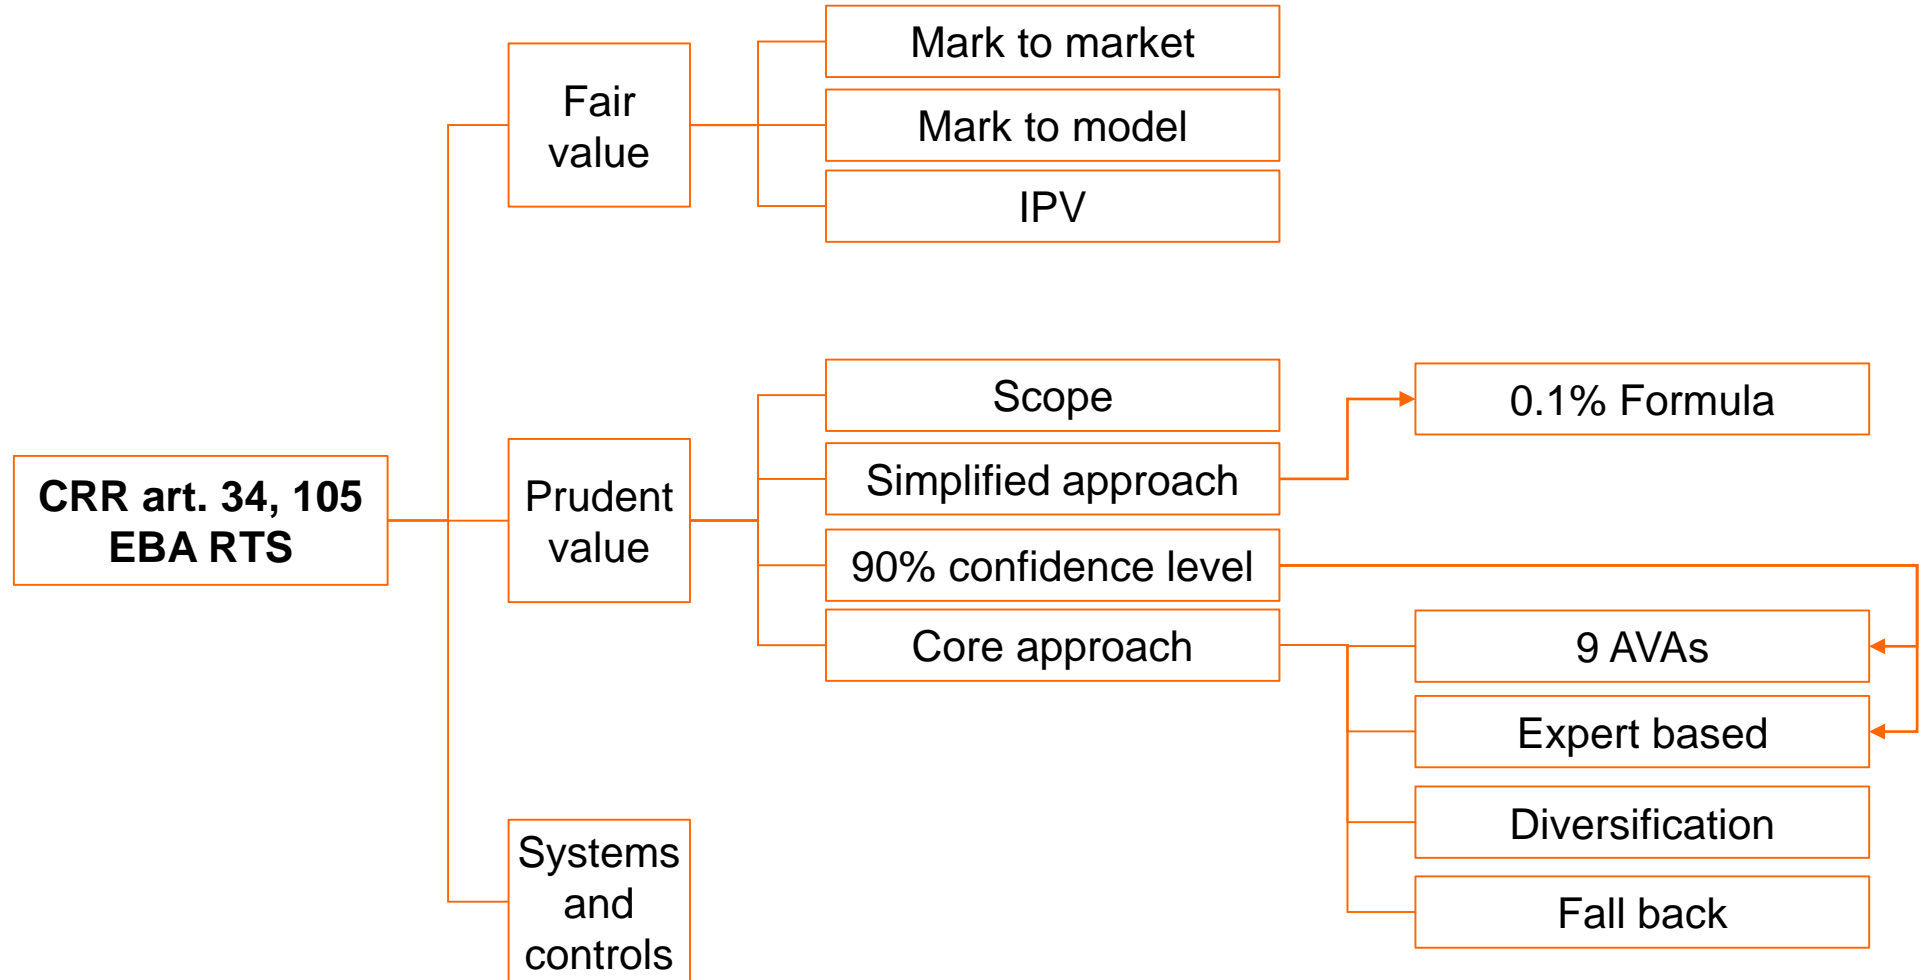 CRR art. 34, 105
EBA RTS
Fair
value
Mark to market
Mark to model
IPV
Prudent
value
Scope
Simplified approach
0.1% Formula
90% confidence level
Core approach
9 AVAs
Expert based
Diversification
Fall back
Systems
and
controls